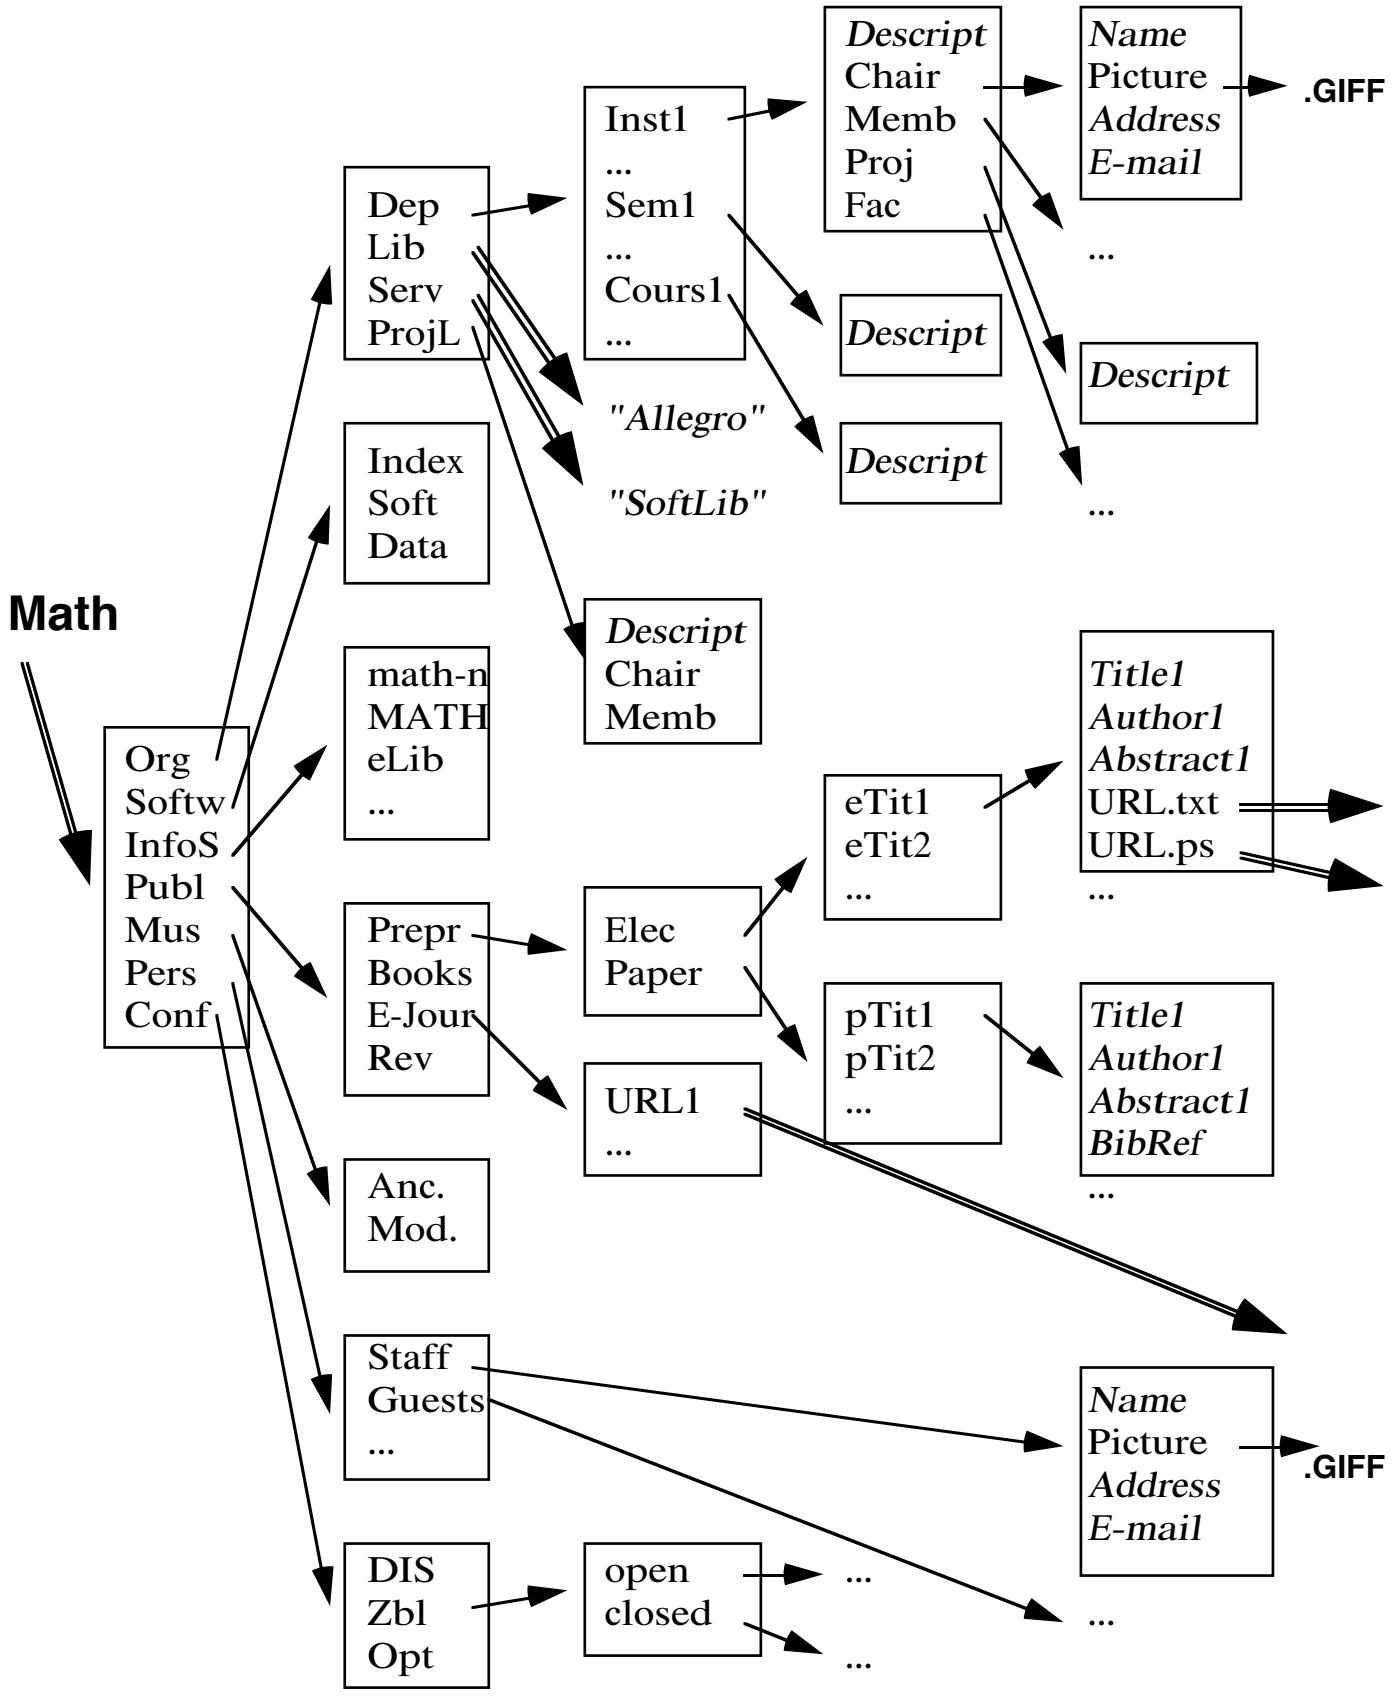 Math
Org
Softw
InfoS
Publ
Mus
Pers
Conf
Dep
Lib
Serv
ProjL
Index
Soft
Data
math-n
MATH
eLib
...
Prepr
Books
E-Jour
Rev
Anc.
Mod.
Staff
Guests
...
DIS
Zbl
Opt
Inst1
...
Sem1
...
Cours1
...
"Allegro"
"SoftLib"
Descript
Chair
Memb
Elec
Paper
URL1
...
open
closed
Descript
Chair
Memb
Proj
Fac
Descript
Descript
eTit1
eTit2
...
pTit1
pTit2
...
...
...
Name
Picture
Address
E-mail
.GIFF
...
Descript
...
Title1
Author1
Abstract1
URL.txt
URL.ps
...
Title1
Author1
Abstract1
BibRef
...
Name
Picture
Address
E-mail
.GIFF
...